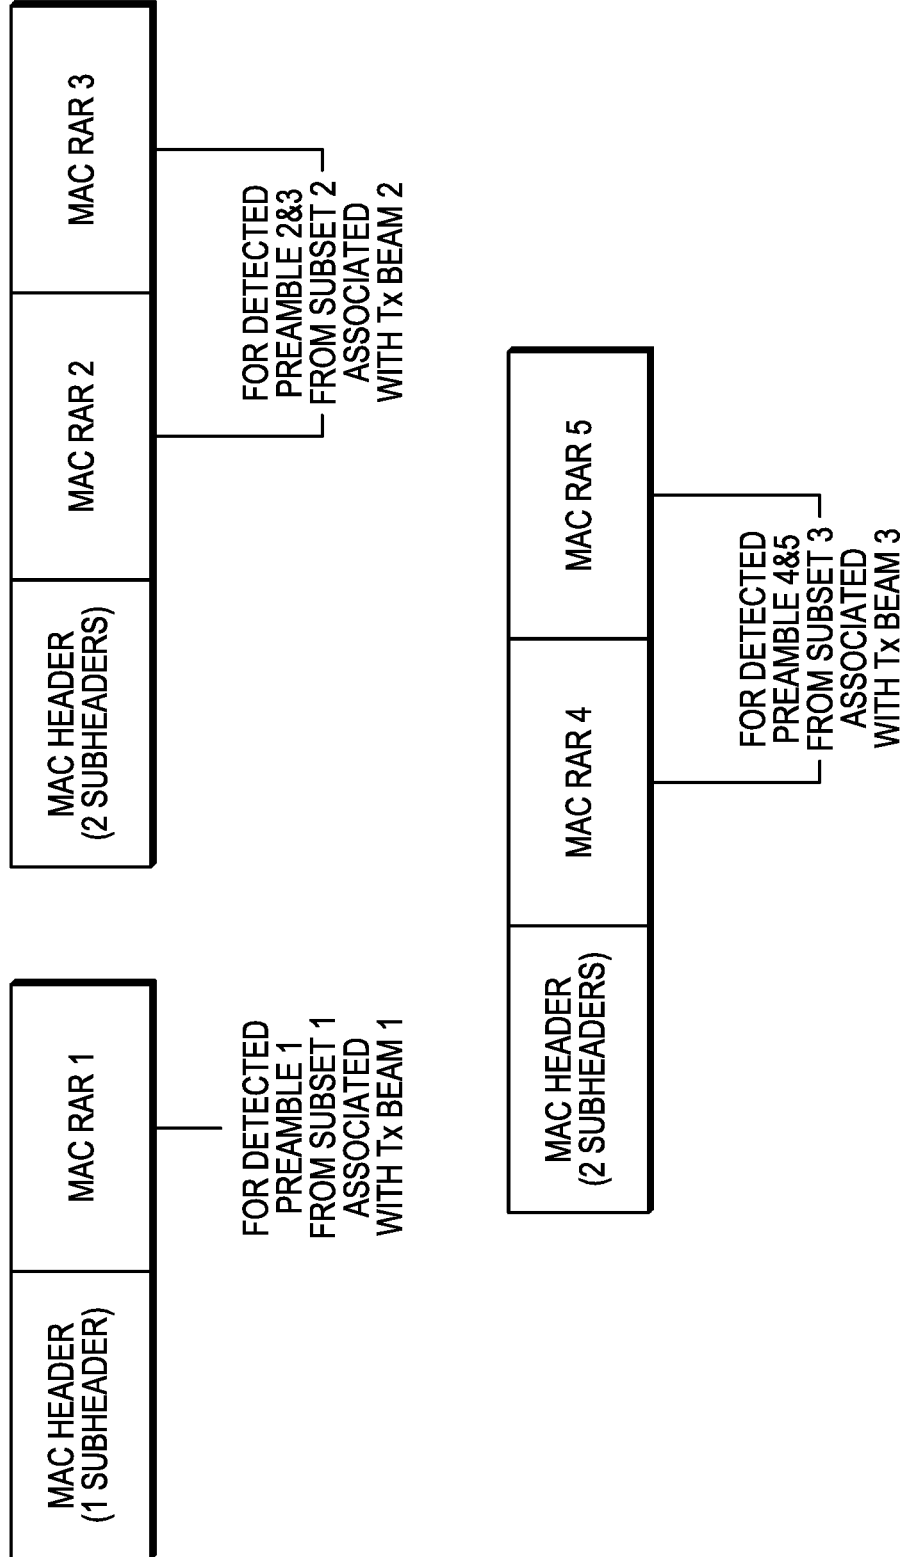 MAC HEADER
(1 SUBHEADER)
MAC RAR 1
FOR DETECTED
PREAMBLE 1
FROM SUBSET 1
ASSOCIATED
WITH Tx BEAM 1
MAC HEADER
(2 SUBHEADERS)
MAC RAR 2
MAC RAR 3
FOR DETECTED
PREAMBLE 2&3
FROM SUBSET 2
ASSOCIATED
WITH Tx BEAM 2
MAC HEADER
(2 SUBHEADERS)
MAC RAR 4
MAC RAR 5
FOR DETECTED
PREAMBLE 4&5
FROM SUBSET 3
ASSOCIATED
WITH Tx BEAM 3